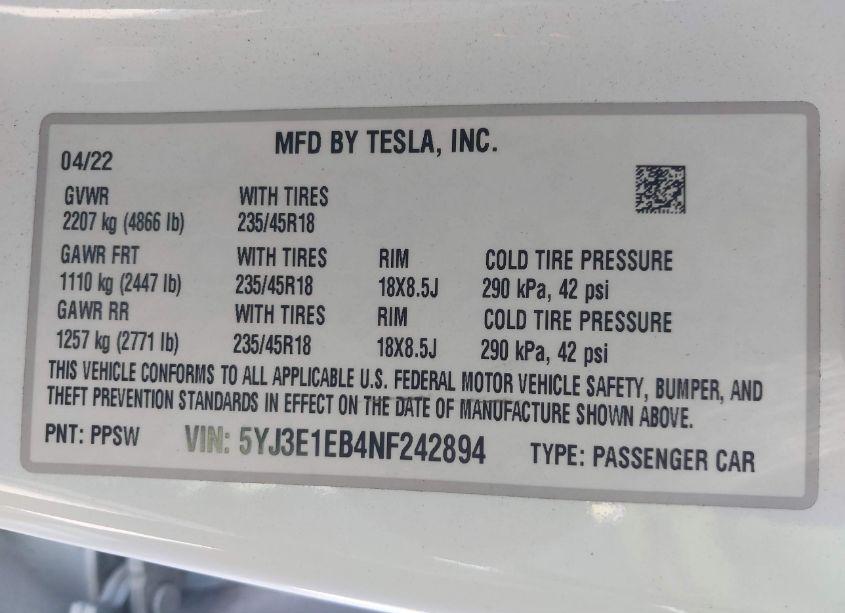 MFD BY TESLA, INC.
04/22
GVWR WITH TIRES
2207 kg (4866 lb) 235/45R18
GAWR FRT WITH TIRES RIM COLD TIRE PRESSURE
1110 kg (2447 lb) 235/45R18 18X8.5J 290 kPa, 42 psi
GAWR RR WITH TIRES RIM COLD TIRE PRESSURE
1257 kg (2771 lb) 235/45R18 18X8.5J 290 kPa, 42 psi
THIS VEHICLE CONFORMS TO ALL APPLICABLE U.S. FEDERAL MOTOR VEHICLE SAFETY, BUMPER, AND
THEFT PREVENTION STANDARDS IN EFFECT ON THE DATE OF MANUFACTURE SHOWN ABOVE.
PNT: PPSW VIN: 5YJ3E1EB4NF242894 TYPE: PASSENGER CAR